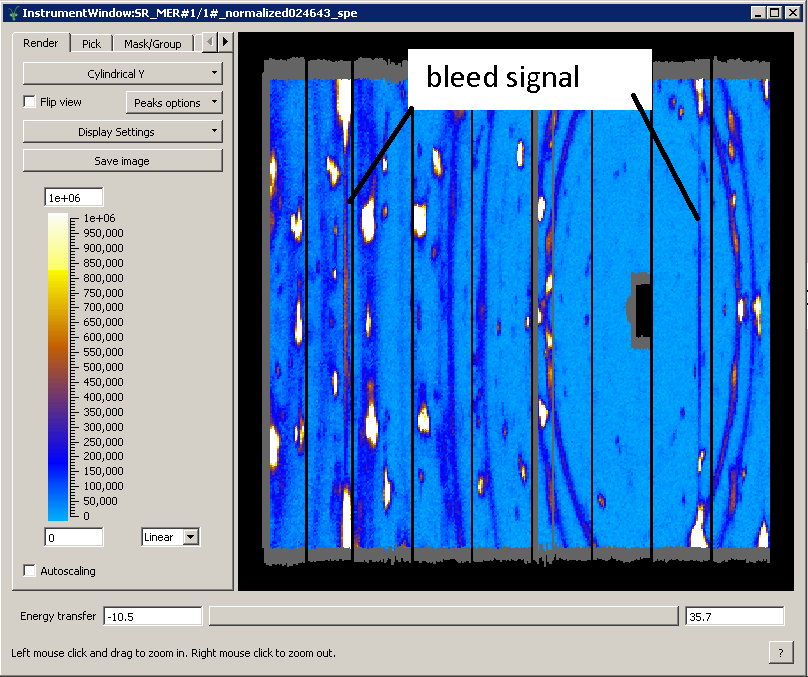 InstrumentWindow:SR_MER#1/1#_normalized024643_spe
Render Pick Mask/Group
Cylindrical Y
Flip view Peaks options
Display Settings
Save image
1e+06
1e+06
950,000
900,000
850,000
800,000
750,000
700,000
650,000
600,000
550,000
500,000
450,000
400,000
350,000
300,000
250,000
200,000
150,000
100,000
50,000
0
0 Linear
Autoscaling
bleed signal
Energy transfer -10.5 35.7
Left mouse click and drag to zoom in. Right mouse click to zoom out. ?